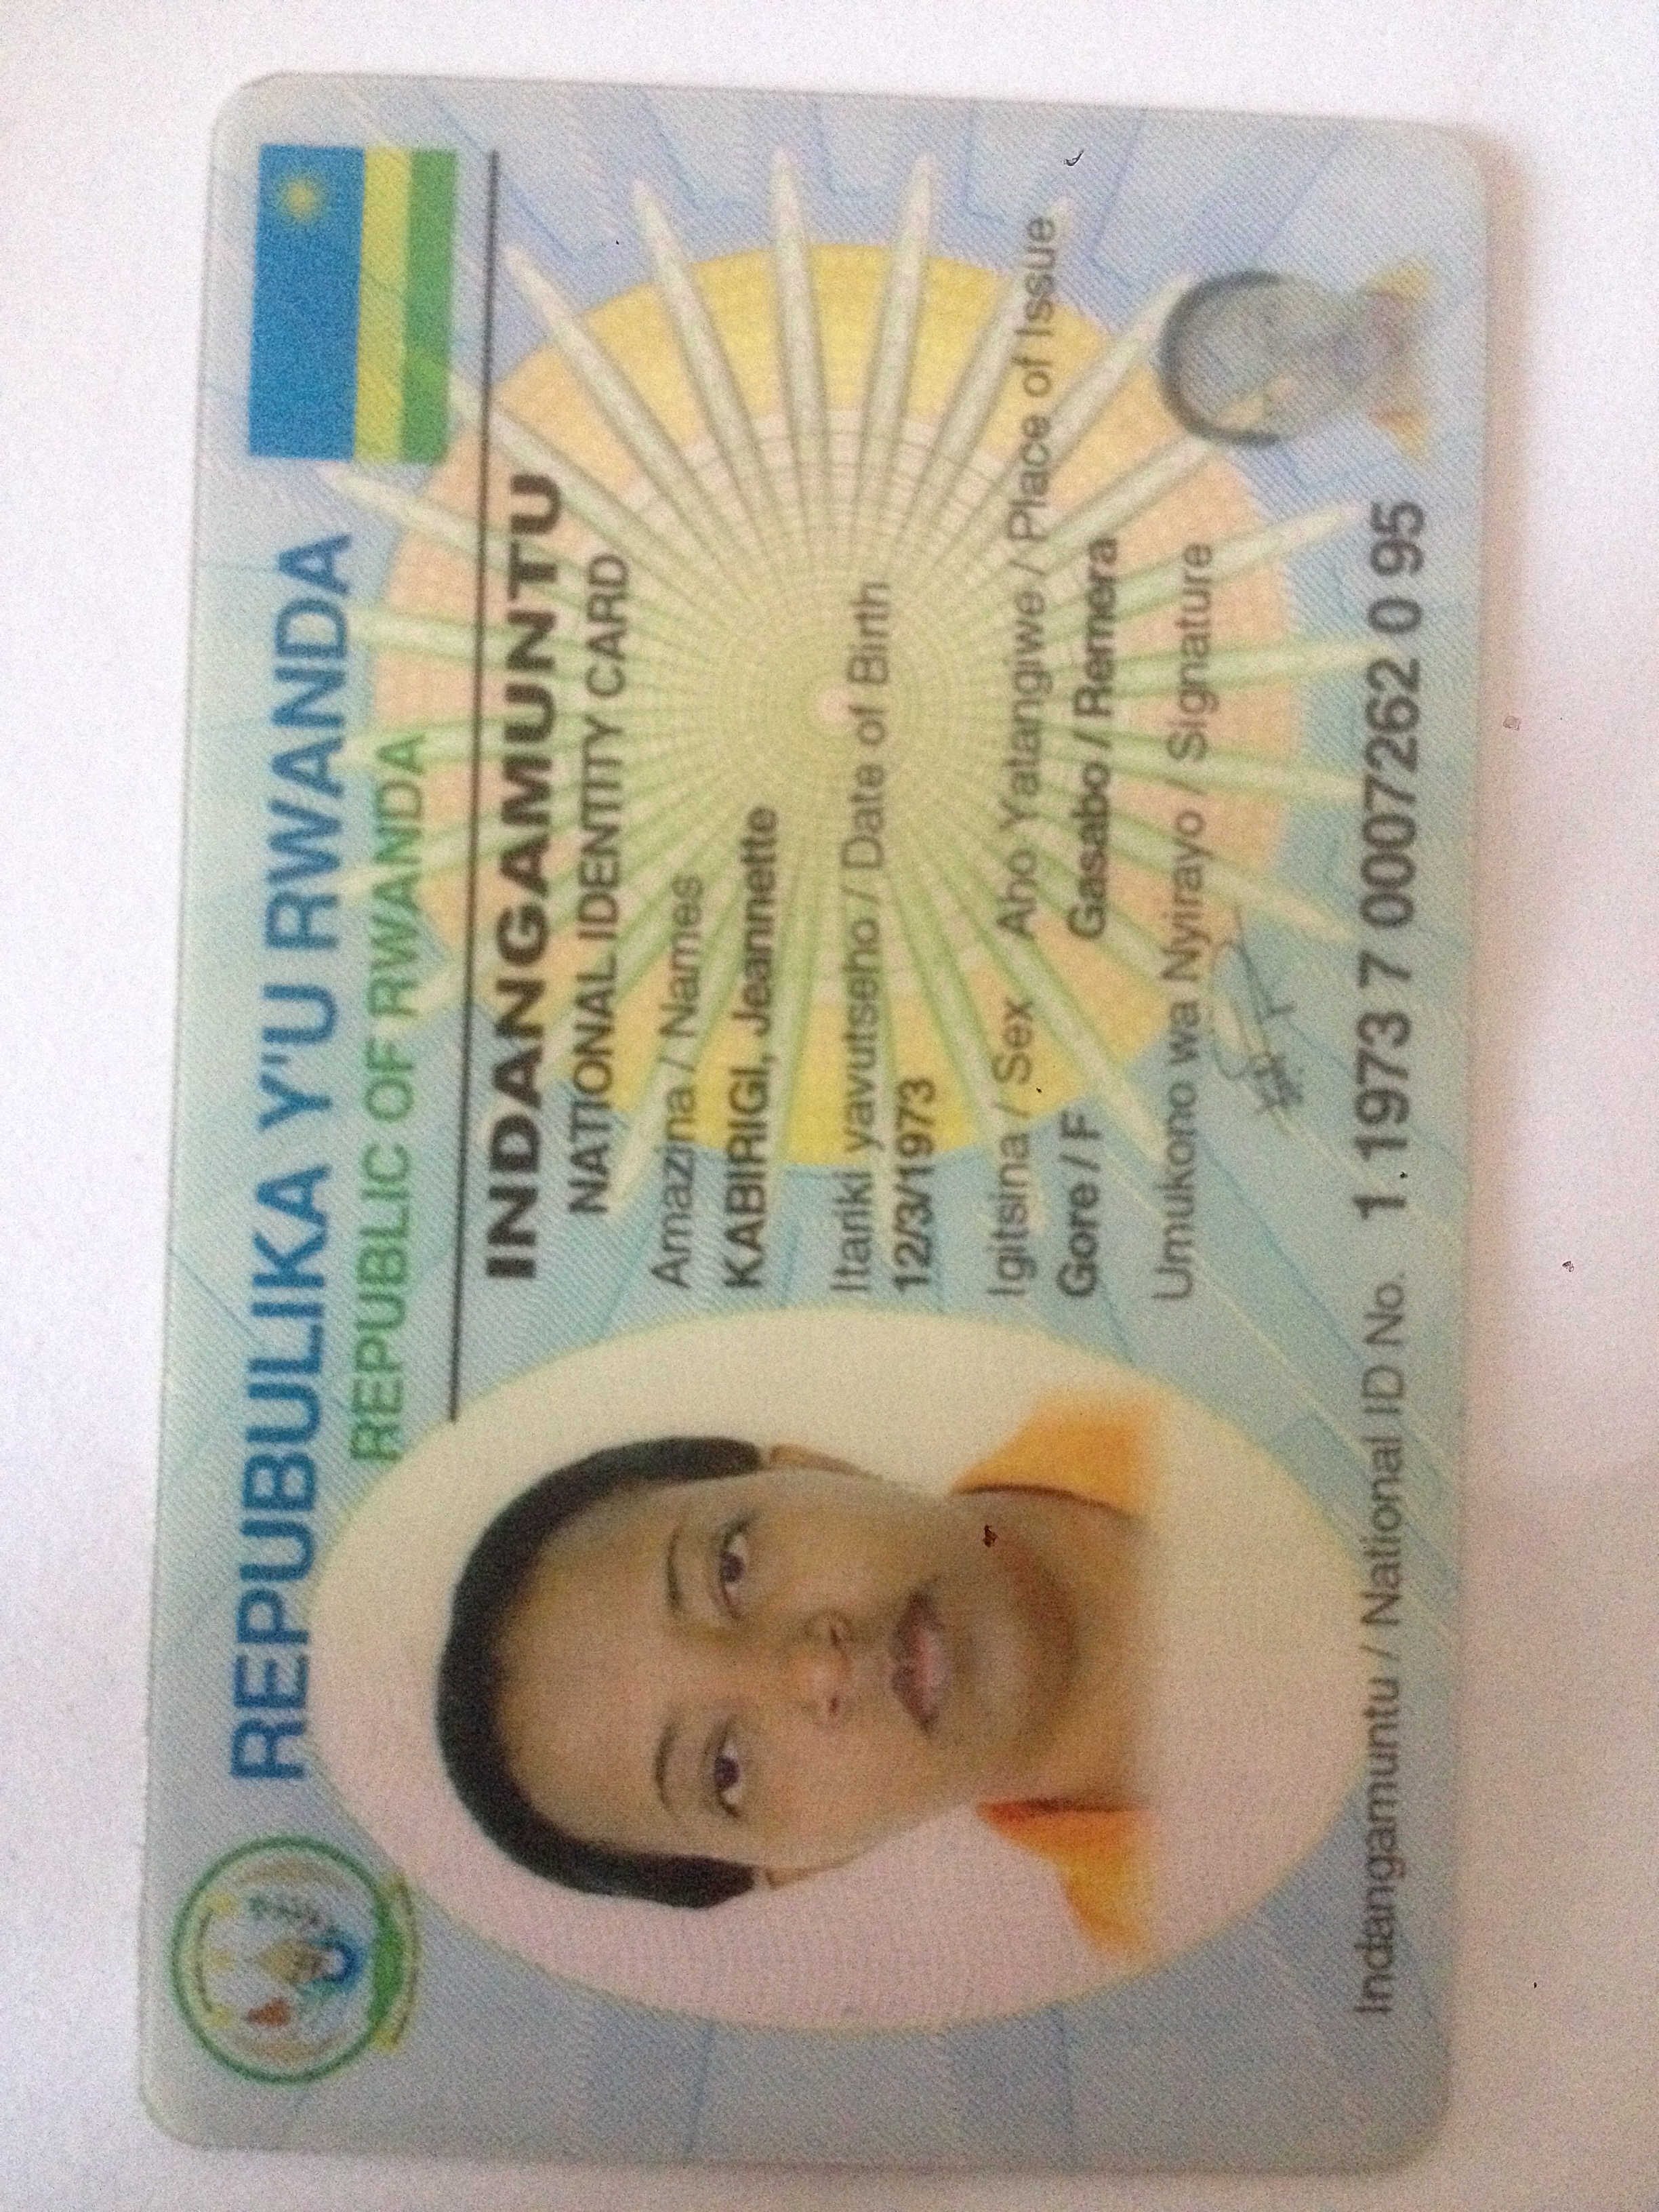 REPUBULIKA Y'U RWANDA
REPUBLIC OF RWANDA
INDANGAMUNTU
NATIONAL IDENTITY CARD
Amazina / Names
KABIRIGI, Jeannette
Itariki yavutseho / Date of Birth
12/3/1973
Igitsina / Sex Aho Yatangiwe / Place of Issue
Gore / F Gasabo / Remera
Umukono wa Nyirayo / Signature
Indangamuntu / National ID No. 1 1973 7 0007262 0 95